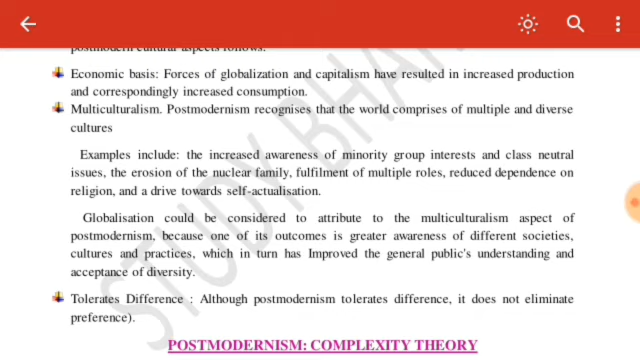 postmodern cultural aspects follows.
Economic basis: Forces of globalization and capitalism have resulted in increased production
and correspondingly increased consumption.
Multiculturalism. Postmodernism recognises that the world comprises of multiple and diverse
cultures
Examples include: the increased awareness of minority group interests and class neutral
issues, the erosion of the nuclear family, fulfilment of multiple roles, reduced dependence on
religion, and a drive towards self-actualisation.
Globalisation could be considered to attribute to the multiculturalism aspect of
postmodernism, because one of its outcomes is greater awareness of different societies,
cultures and practices, which in turn has Improved the general public's understanding and
acceptance of diversity.
Tolerates Difference : Although postmodernism tolerates difference, it does not eliminate
preference).
POSTMODERNISM: COMPLEXITY THEORY